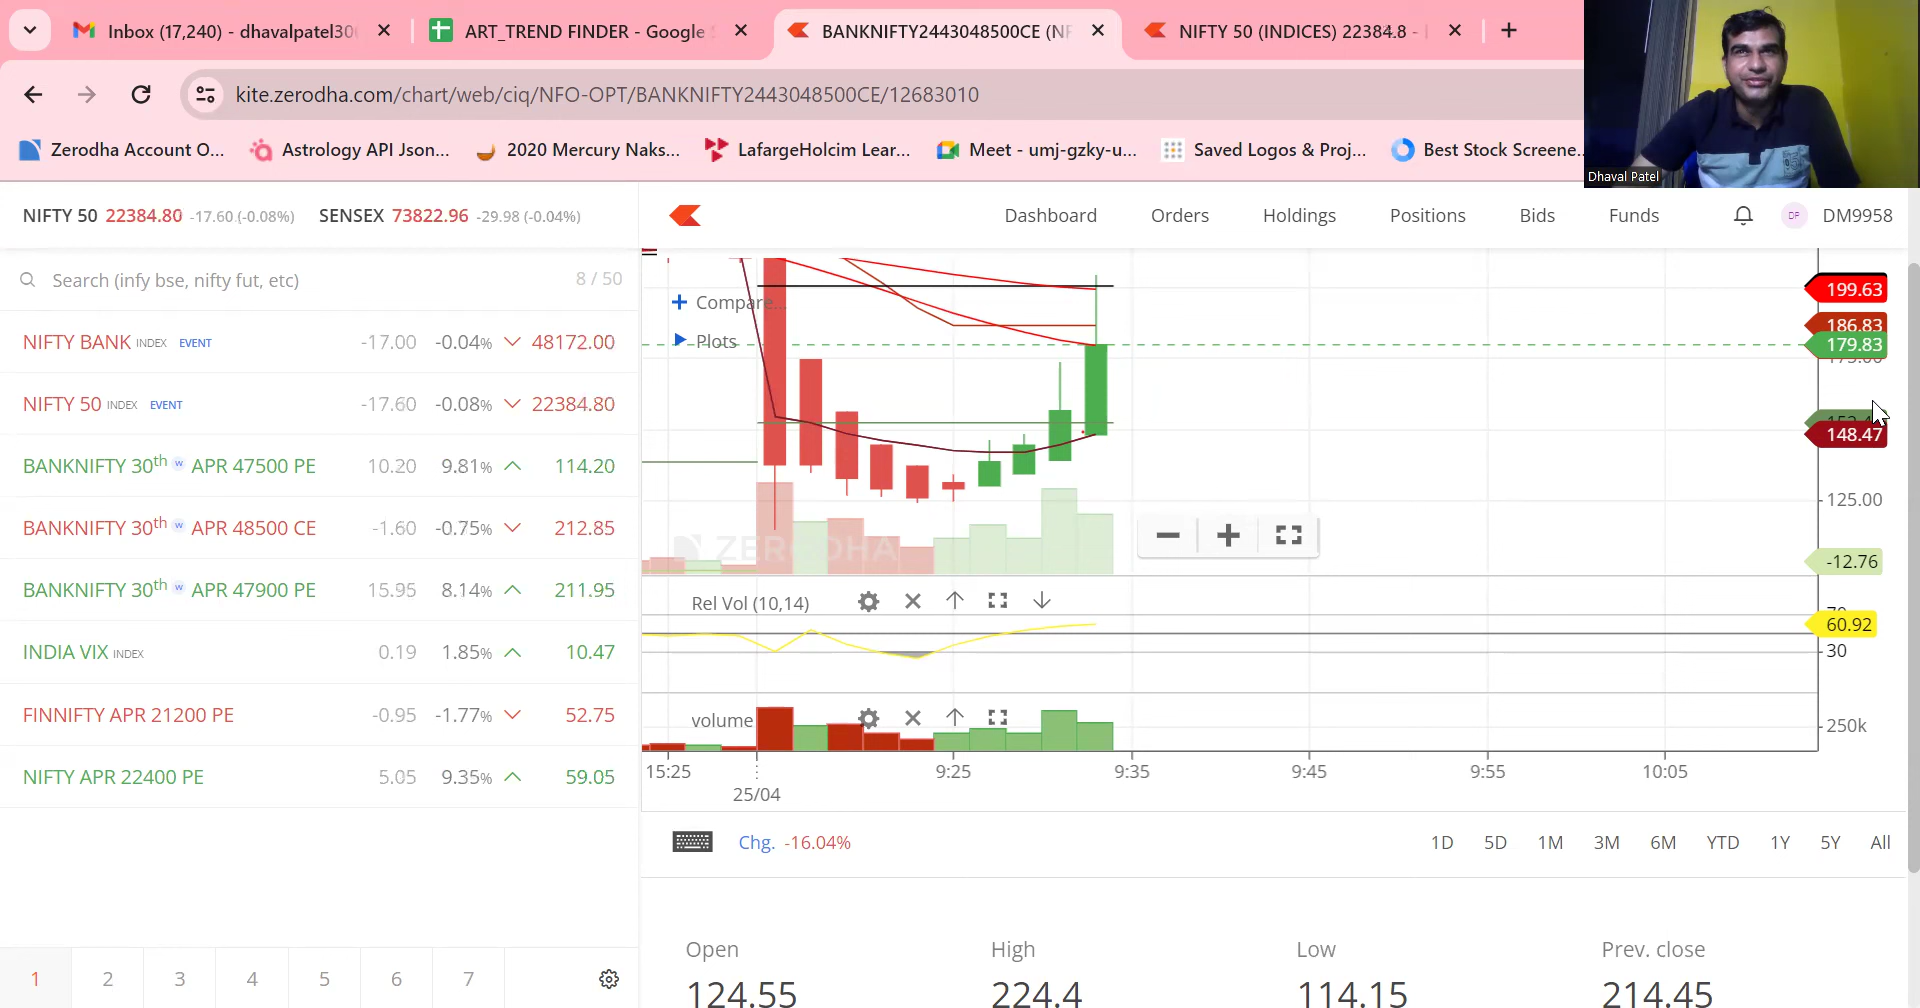 Inbox (17,240) - dhavalpatel30
ART_TREND FINDER - Google
BANKNIFTY2443048500CE (NF
NIFTY 50 (INDICES) 22384.8 -
kite.zerodha.com/chart/web/ciq/NFO-OPT/BANKNIFTY2443048500CE/12683010
Zerodha Account O...
Astrology API Json...
2020 Mercury Naks...
LafargeHolcim Lear...
Meet - umj-gzky-u...
Saved Logos & Proj...
Best Stock Screene...
Dhaval Patel
NIFTY 50 22384.80 -17.60 (-0.08%) SENSEX 73822.96 -29.98 (-0.04%)
Dashboard Orders Holdings Positions Bids Funds DP DM9958
Search (infy bse, nifty fut, etc) 8 / 50
NIFTY BANK INDEX EVENT -17.00 -0.04% 48172.00
NIFTY 50 INDEX EVENT -17.60 -0.08% 22384.80
BANKNIFTY 30th w APR 47500 PE 10.20 9.81% 114.20
BANKNIFTY 30th w APR 48500 CE -1.60 -0.75% 212.85
BANKNIFTY 30th w APR 47900 PE 15.95 8.14% 211.95
INDIA VIX INDEX 0.19 1.85% 10.47
FINNIFTY APR 21200 PE -0.95 -1.77% 52.75
NIFTY APR 22400 PE 5.05 9.35% 59.05
1 2 3 4 5 6 7
Compare...
Plots
199.63
186.83
179.83
148.47
125.00
-12.76
ZERODHA
Rel Vol (10,14)
60.92
30
volume
250k
15:25 9:25 9:35 9:45 9:55 10:05
25/04
Chg. -16.04%
1D 5D 1M 3M 6M YTD 1Y 5Y All
Open High Low Prev. close
124.55 224.4 114.15 214.45